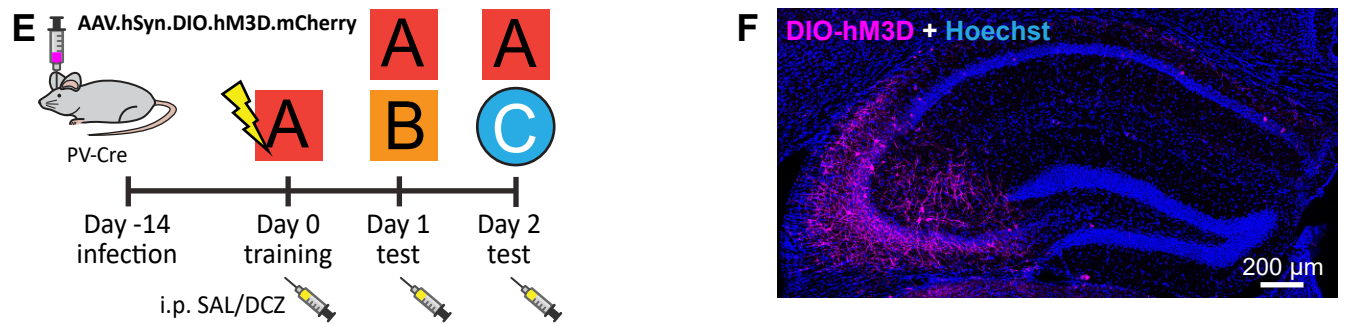 E
AAV.hSyn.DIO.hM3D.mCherry
A
A
A
B
C
PV-Cre
Day -14
infection
Day 0
training
Day 1
test
Day 2
test
i.p. SAL/DCZ
F
DIO-hM3D + Hoechst
200 µm